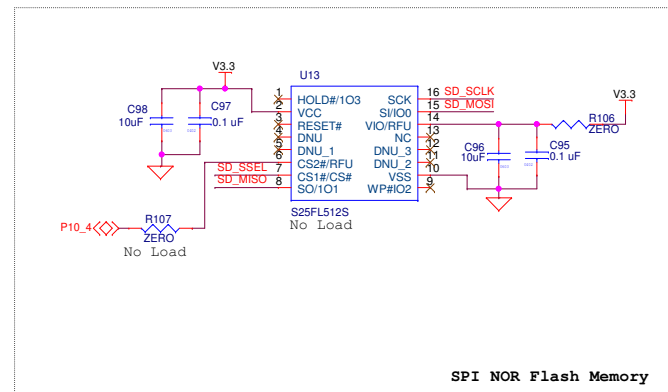 V3.3
U13
C98
10uF
C97
0.1 uF
1
HOLD#/1O3
2
VCC
3
RESET#
4
DNU
5
DNU_1
6
CS2#/RFU
SD_SSEL
7
CS1#/CS#
SD_MISO
8
SO/1O1
SCK
16
SD_SCLK
SI/IO0
15
SD_MOSI
VIO/RFU
14
NC
13
DNU_3
12
DNU_2
11
VSS
10
WP#IO2
9
V3.3
R106
ZERO
C96
10uF
C95
0.1 uF
S25FL512S
No Load
P10_4
R107
ZERO
No Load
SPI NOR Flash Memory